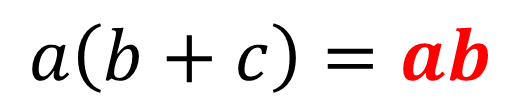 a(b + c) = ab